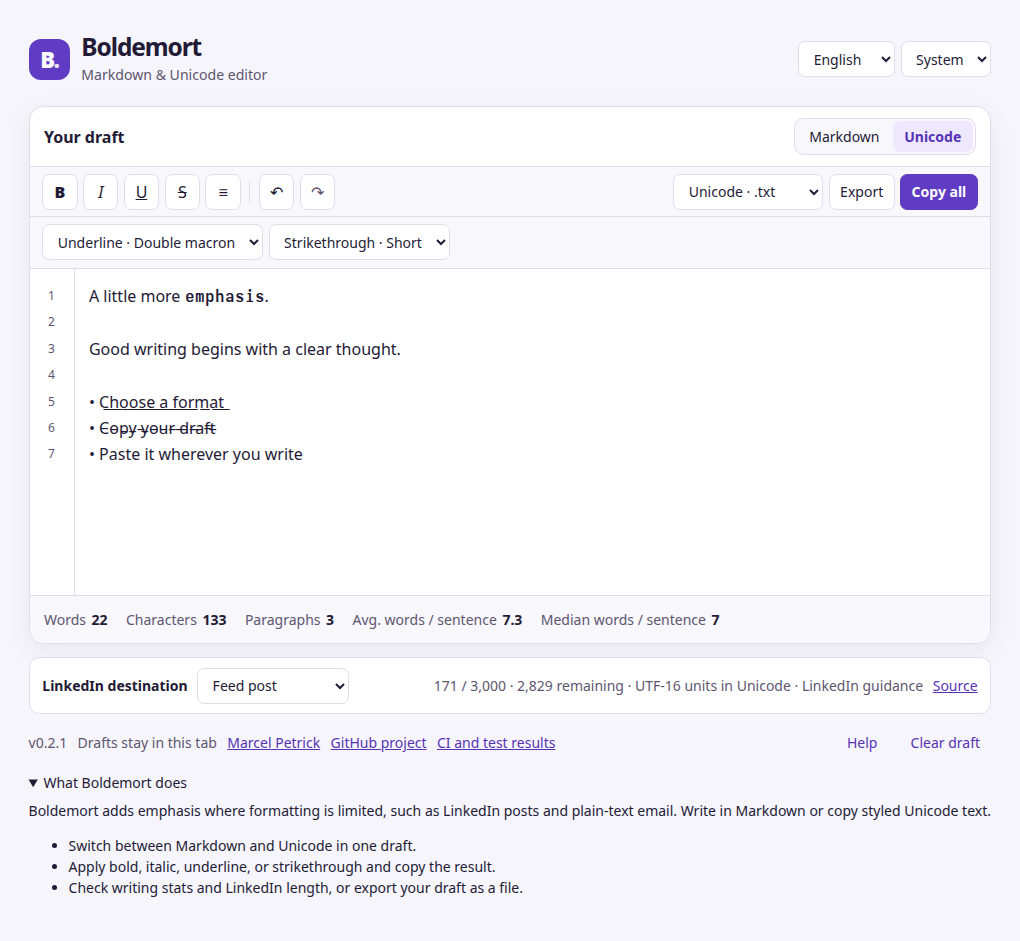 B.
Boldemort
Markdown & Unicode editor
English
System
Your draft
Markdown
Unicode
B
I
U
S
≡
↶
↷
Unicode · .txt
Export
Copy all
Underline · Double macron
Strikethrough · Short
1 A little more 𝗲𝗺𝗽𝗵𝗮𝘀𝗶𝘀.
2
3 Good writing begins with a clear thought.
4
5 • Choose a format
6 • Copy your draft
7 • Paste it wherever you write
Words 22 Characters 133 Paragraphs 3 Avg. words / sentence 7.3 Median words / sentence 7
LinkedIn destination Feed post 171 / 3,000 · 2,829 remaining · UTF-16 units in Unicode · LinkedIn guidance Source
v0.2.1 Drafts stay in this tab Marcel Petrick GitHub project CI and test results Help Clear draft
▼ What Boldemort does
Boldemort adds emphasis where formatting is limited, such as LinkedIn posts and plain-text email. Write in Markdown or copy styled Unicode text.
• Switch between Markdown and Unicode in one draft.
• Apply bold, italic, underline, or strikethrough and copy the result.
• Check writing stats and LinkedIn length, or export your draft as a file.